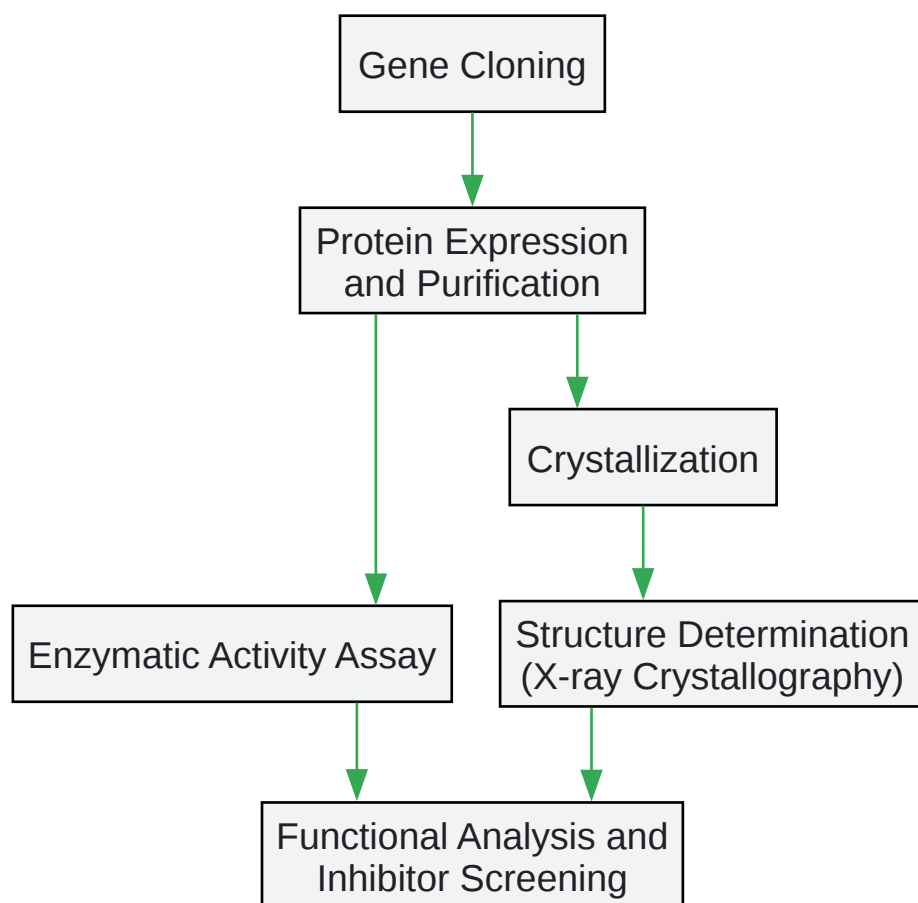 Gene Cloning
Protein Expression
and Purification
Crystallization
Enzymatic Activity Assay
Structure Determination
(X-ray Crystallography)
Functional Analysis and
Inhibitor Screening